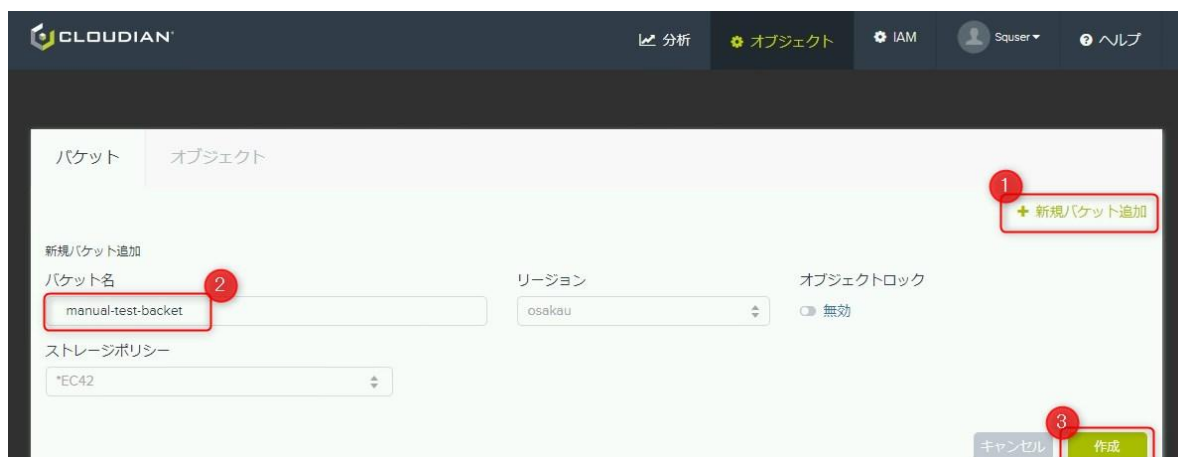 CLOUDIAN 分析 オブジェクト IAM Squser ヘルプ
バケット オブジェクト
1
+ 新規バケット追加
新規バケット追加
バケット名 2 リージョン オブジェクトロック
manual-test-backet osakau 無効
ストレージポリシー
*EC42
3
キャンセル 作成